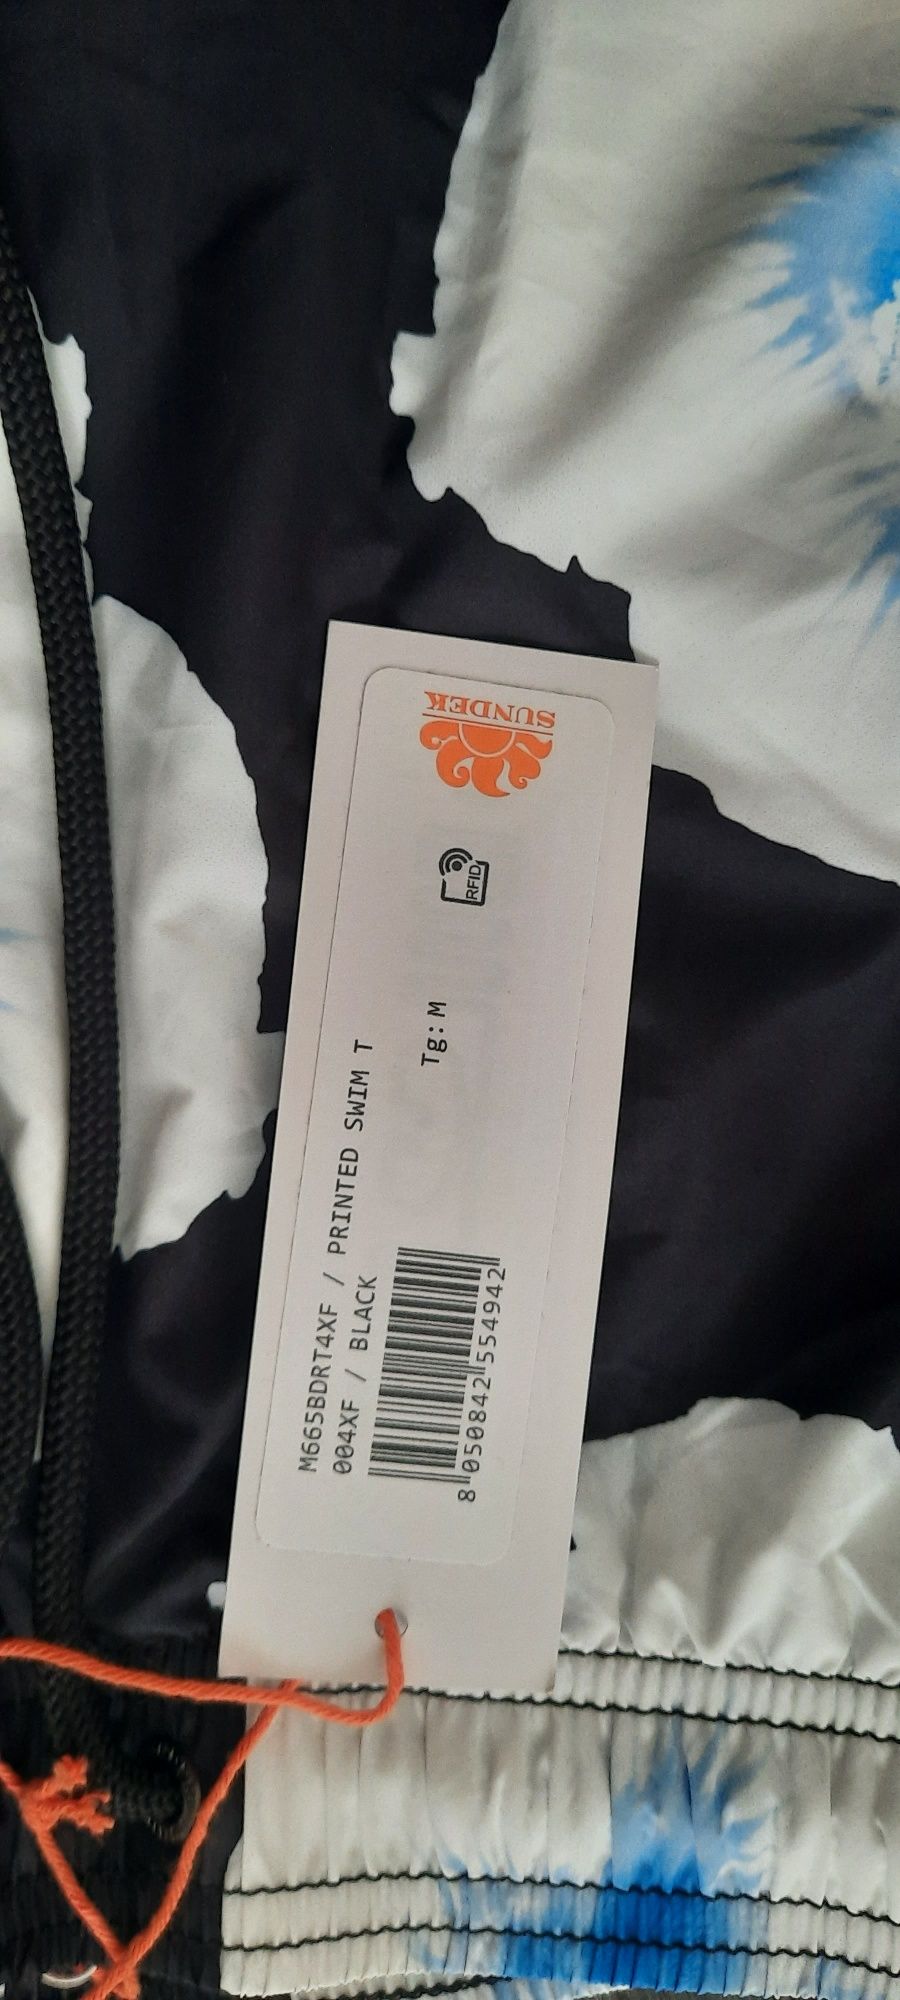 M665BDRT4XF / PRINTED SWIM T
004XF / BLACK
Tg: M
8 050842 554942
RFID
SUNDEK